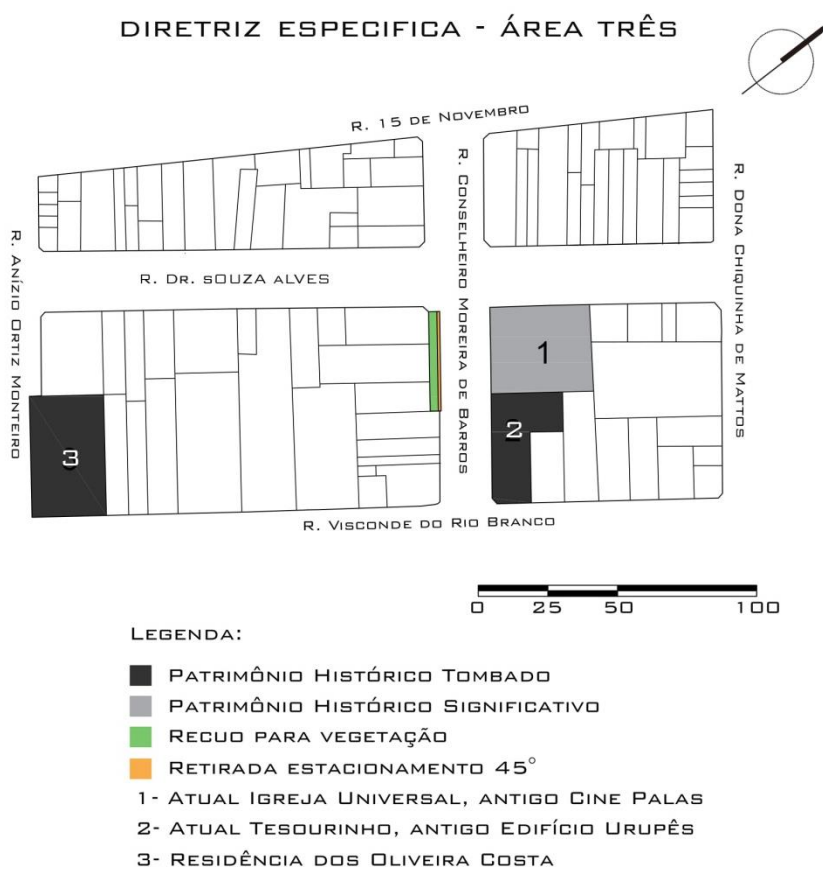 DIRETRIZ ESPECIFICA - ÁREA TRÊS
R. 15 DE NOVEMBRO
R. CONSELHEIRO MOREIRA DE BARROS
R. DONA CHIQUINHA DE MATTOS
R. ANÍZIO ORTIZ MONTEIRO
R. DR. SOUZA ALVES
1
2
3
R. VISCONDE DO RIO BRANCO
0 25 50 100
LEGENDA:
PATRIMÔNIO HISTÓRICO TOMBADO
PATRIMÔNIO HISTÓRICO SIGNIFICATIVO
RECUO PARA VEGETAÇÃO
RETIRADA ESTACIONAMENTO 45°
1- ATUAL IGREJA UNIVERSAL, ANTIGO CINE PALAS
2- ATUAL TESOURINHO, ANTIGO EDIFÍCIO URUPÊS
3- RESIDÊNCIA DOS OLIVEIRA COSTA